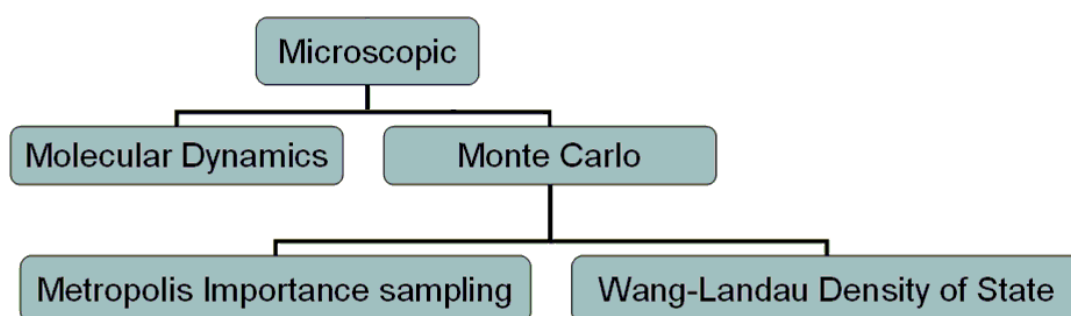 Microscopic
Molecular Dynamics
Monte Carlo
Metropolis Importance sampling
Wang-Landau Density of State